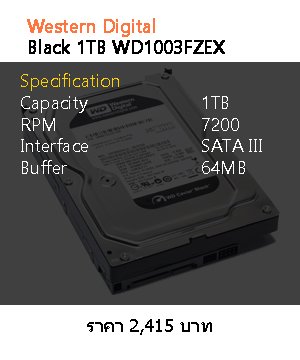 Western Digital
Black 1TB WD1003FZEX
Specification
Capacity 1TB
RPM 7200
Interface SATA III
Buffer 64MB
ราคา 2,415 บาท